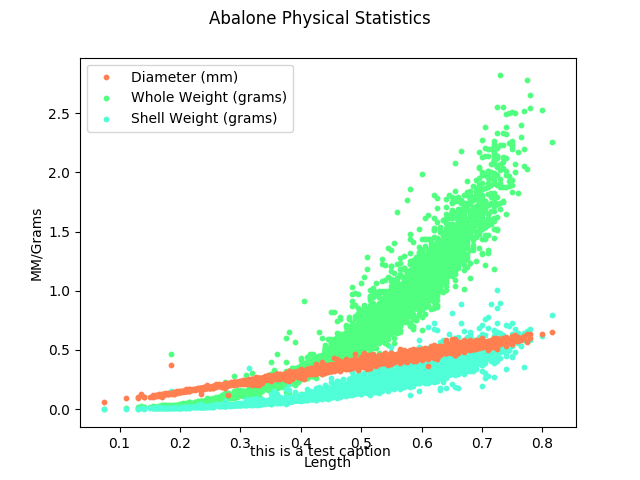 Abalone Physical Statistics
Diameter (mm)
Whole Weight (grams)
Shell Weight (grams)
MM/Grams
2.5
2.0
1.5
1.0
0.5
0.0
0.1 0.2 0.3 0.4 0.5 0.6 0.7 0.8
this is a test caption
Length